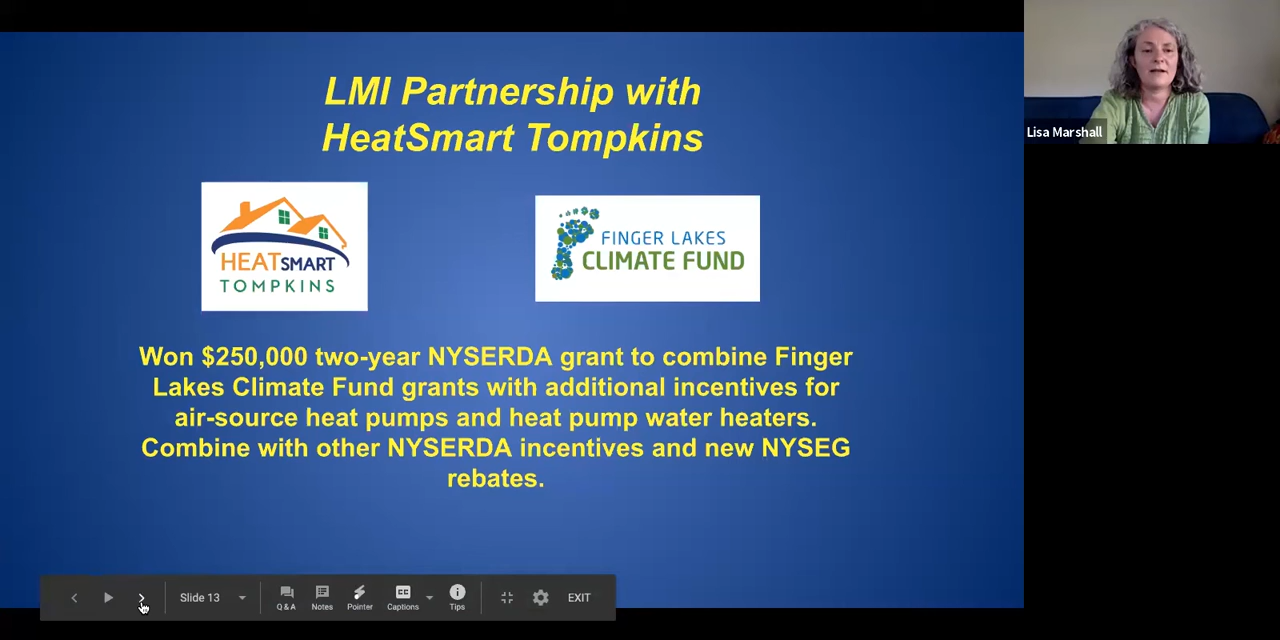 LMI Partnership with
HeatSmart Tompkins
HEATSMART
TOMPKINS
FINGER LAKES
CLIMATE FUND
Lisa Marshall
Won $250,000 two-year NYSERDA grant to combine Finger
Lakes Climate Fund grants with additional incentives for
air-source heat pumps and heat pump water heaters.
Combine with other NYSERDA incentives and new NYSEG
rebates.
Slide 13
Q & A
Notes
Pointer
CC
Captions
Tips
EXIT